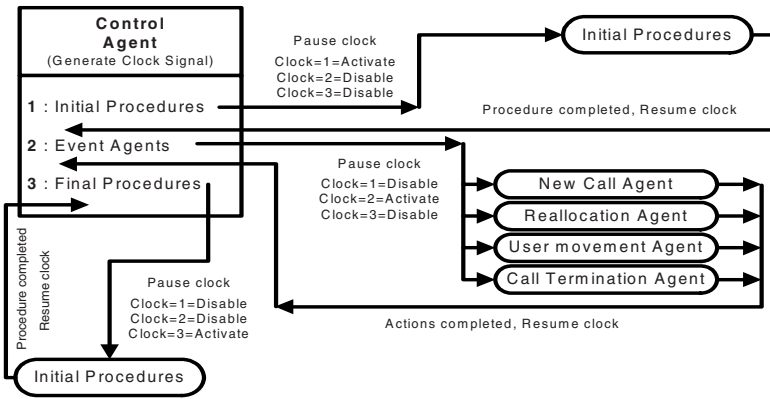 Control
Agent
(Generate Clock Signal)
1 : Initial Procedures
2 : Event Agents
3 : Final Procedures
Pause clock
Clock=1=Activate
Clock=2=Disable
Clock=3=Disable
Initial Procedures
Procedure completed, Resume clock
Pause clock
Clock=1=Disable
Clock=2=Activate
Clock=3=Disable
New Call Agent
Reallocation Agent
User movement Agent
Call Termination Agent
Actions completed, Resume clock
Procedure completed
Resume clock
Pause clock
Clock=1=Disable
Clock=2=Disable
Clock=3=Activate
Initial Procedures